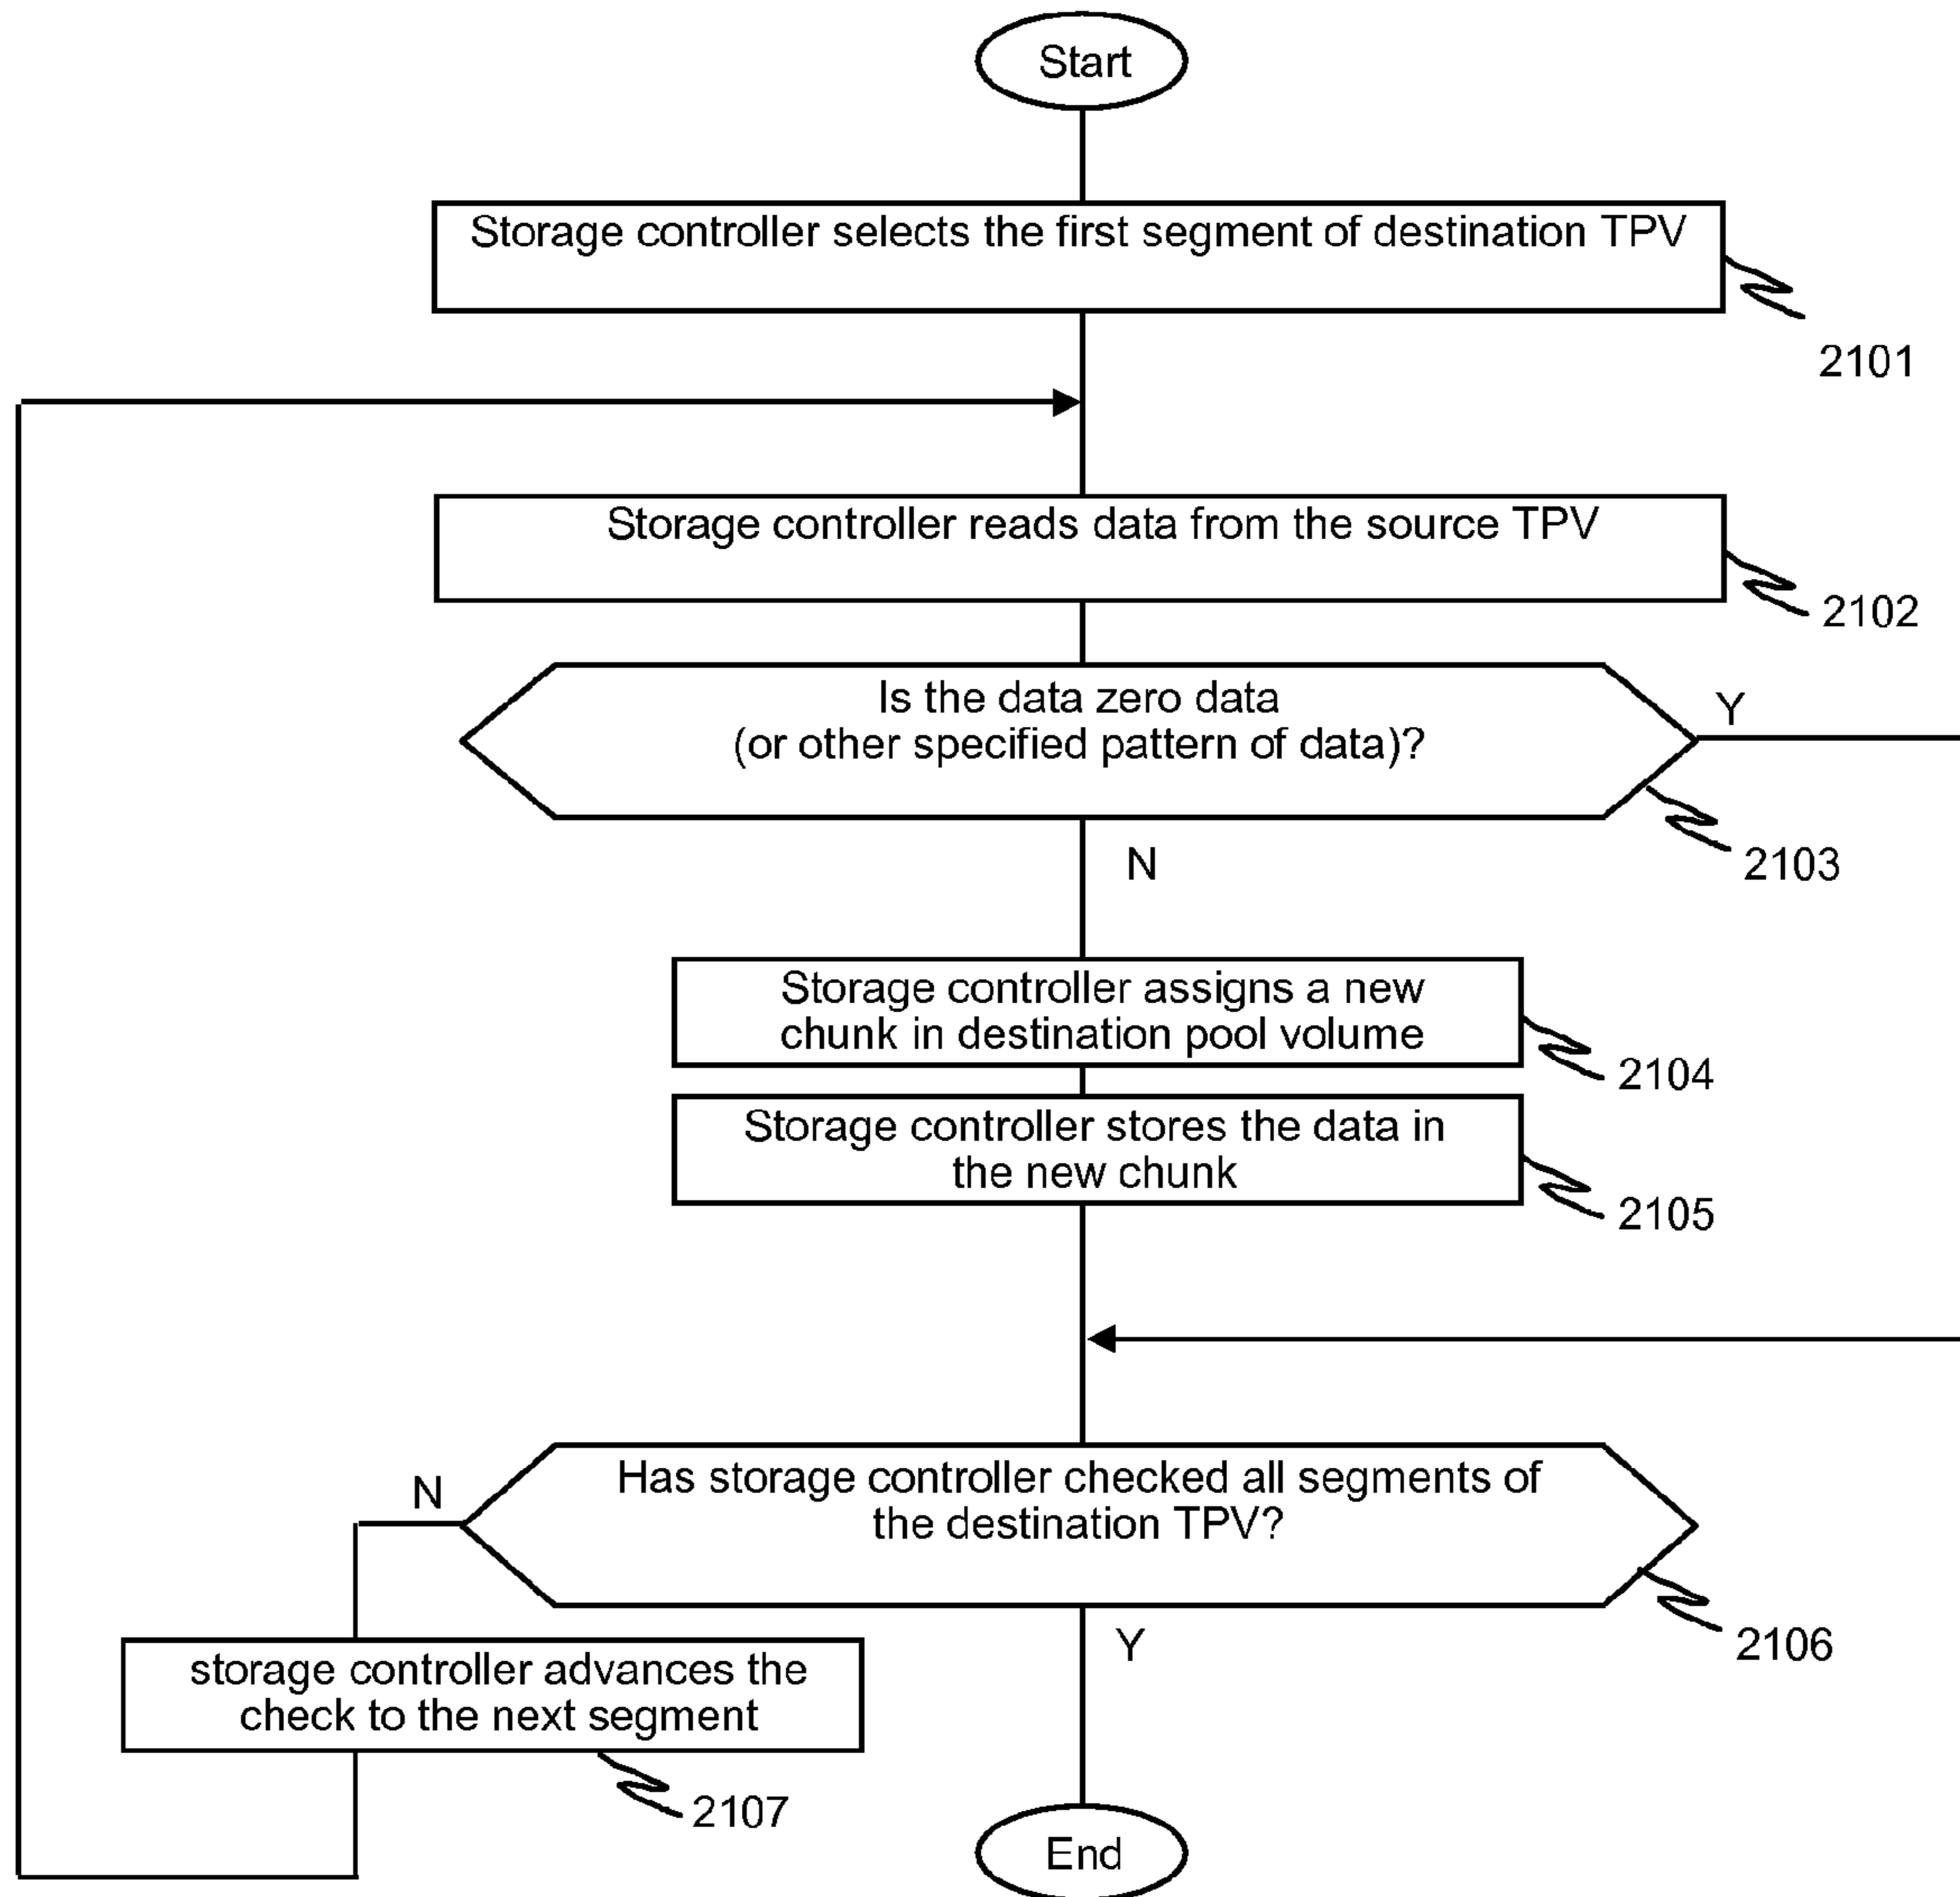 Start
Storage controller selects the first segment of destination TPV
2101
Storage controller reads data from the source TPV
2102
Is the data zero data
(or other specified pattern of data)?
Y
2103
N
Storage controller assigns a new
chunk in destination pool volume
2104
Storage controller stores the data in
the new chunk
2105
Has storage controller checked all segments of
the destination TPV?
N
2106
Y
storage controller advances the
check to the next segment
2107
End